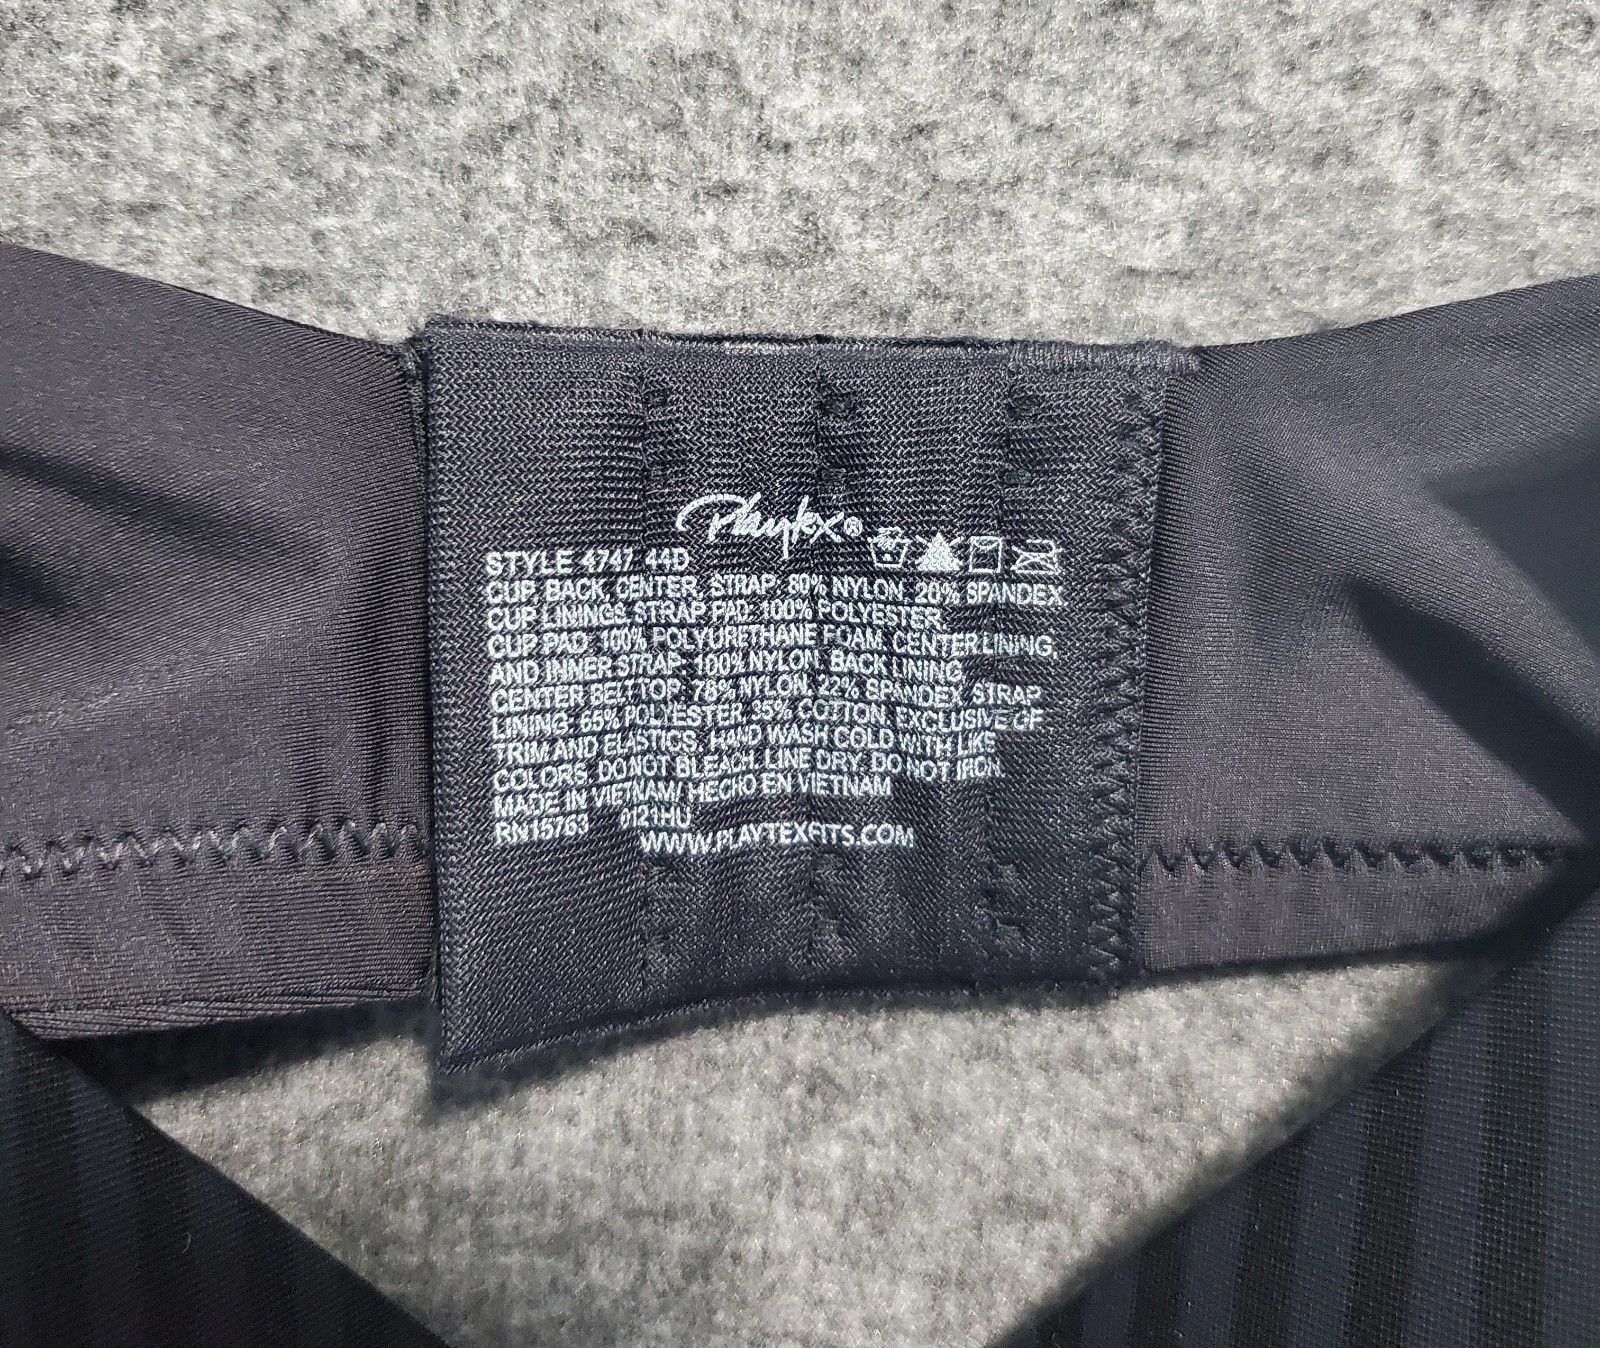 Playtex®
STYLE 4747 44D
CUP, BACK, CENTER, STRAP: 80% NYLON, 20% SPANDEX
CUP LININGS, STRAP PAD: 100% POLYESTER,
CUP PAD: 100% POLYURETHANE FOAM, CENTER LINING,
AND INNER STRAP: 100% NYLON, BACK LINING,
CENTER BELT TOP: 78% NYLON, 22% SPANDEX, STRAP
LINING: 65% POLYESTER, 35% COTTON, EXCLUSIVE OF
TRIM AND ELASTICS. HAND WASH COLD WITH LIKE
COLORS. DO NOT BLEACH. LINE DRY. DO NOT IRON.
MADE IN VIETNAM/ HECHO EN VIETNAM
RN15763 0121HU
WWW.PLAYTEXFITS.COM